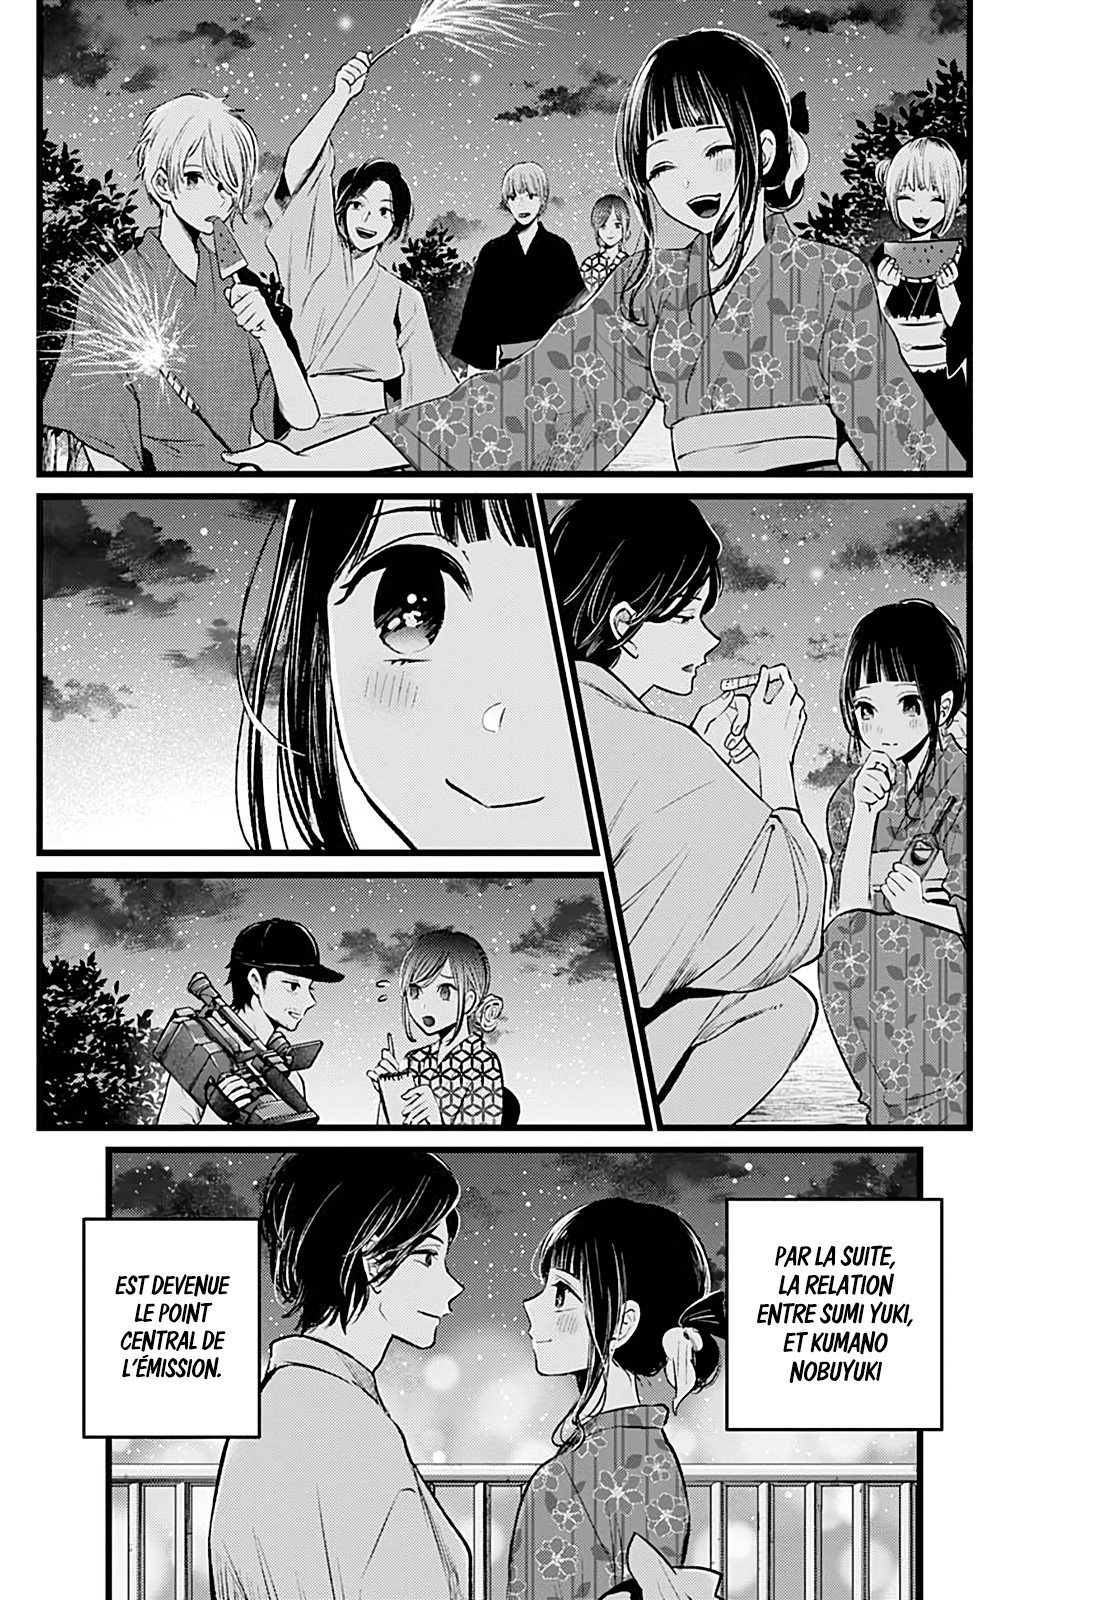 PAR LA SUITE,
LA RELATION
ENTRE SUMI YUKI,
ET KUMANO
NOBUYUKI
EST DEVENUE
LE POINT
CENTRAL DE
L'ÉMISSION.